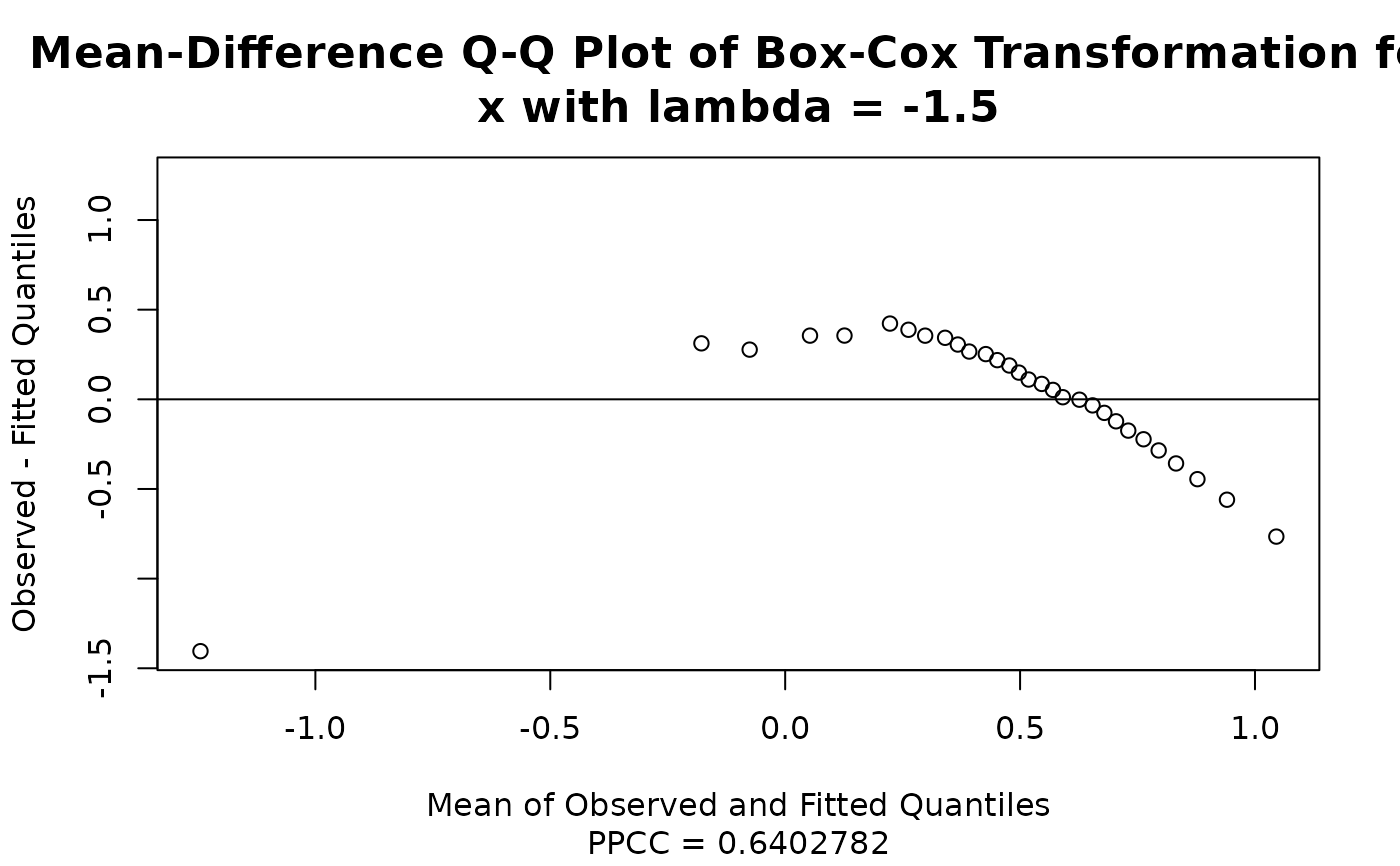 Mean-Difference Q-Q Plot of Box-Cox Transformation fo
x with lambda = -1.5
Observed - Fitted Quantiles
1.0
0.5
0.0
-0.5
-1.5
-1.0
-0.5
0.0
0.5
1.0
Mean of Observed and Fitted Quantiles
PPCC = 0.6402782